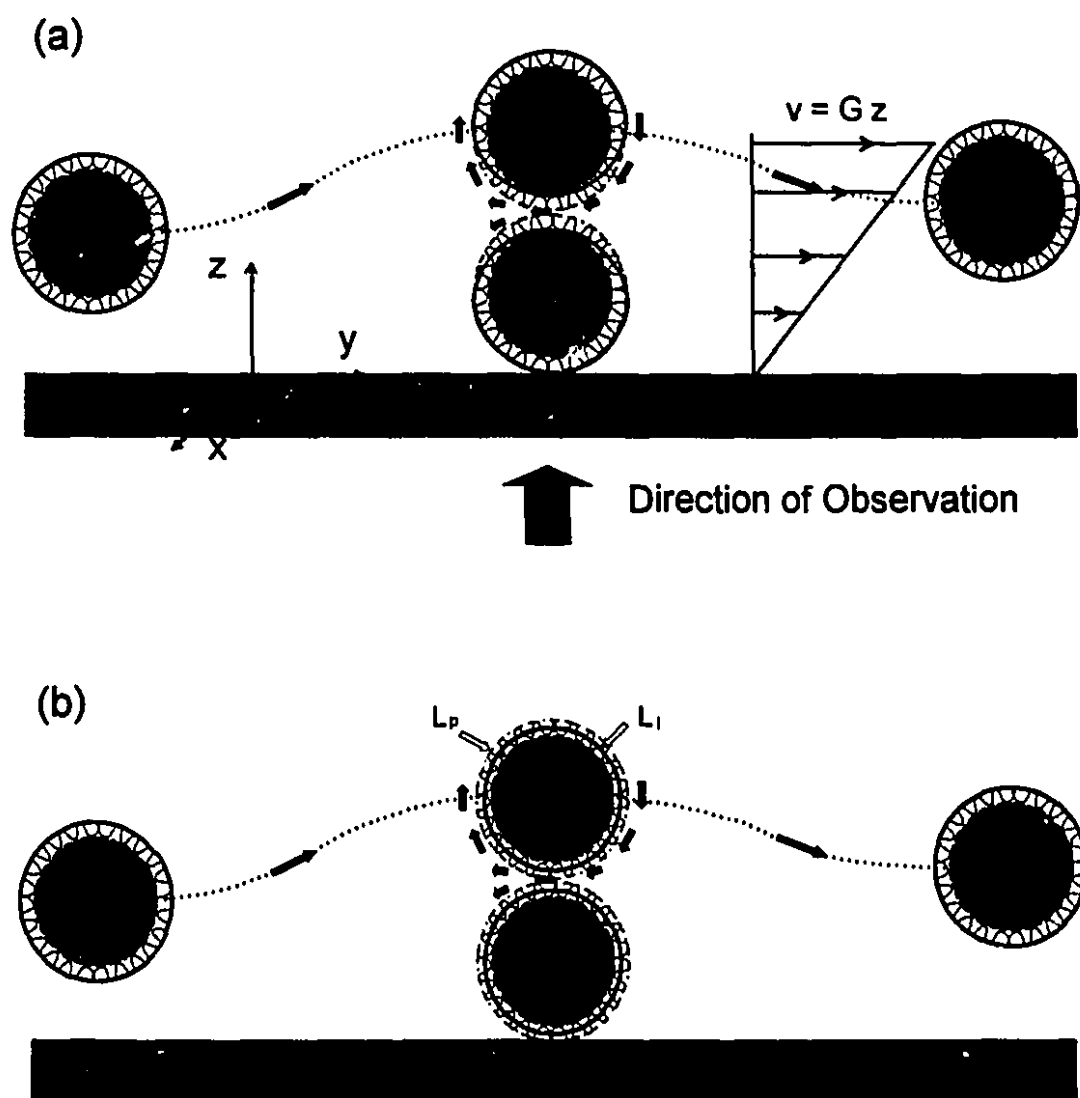 (a)
v = G z
z
y
x
Direction of Observation
(b)
Lp
Ll